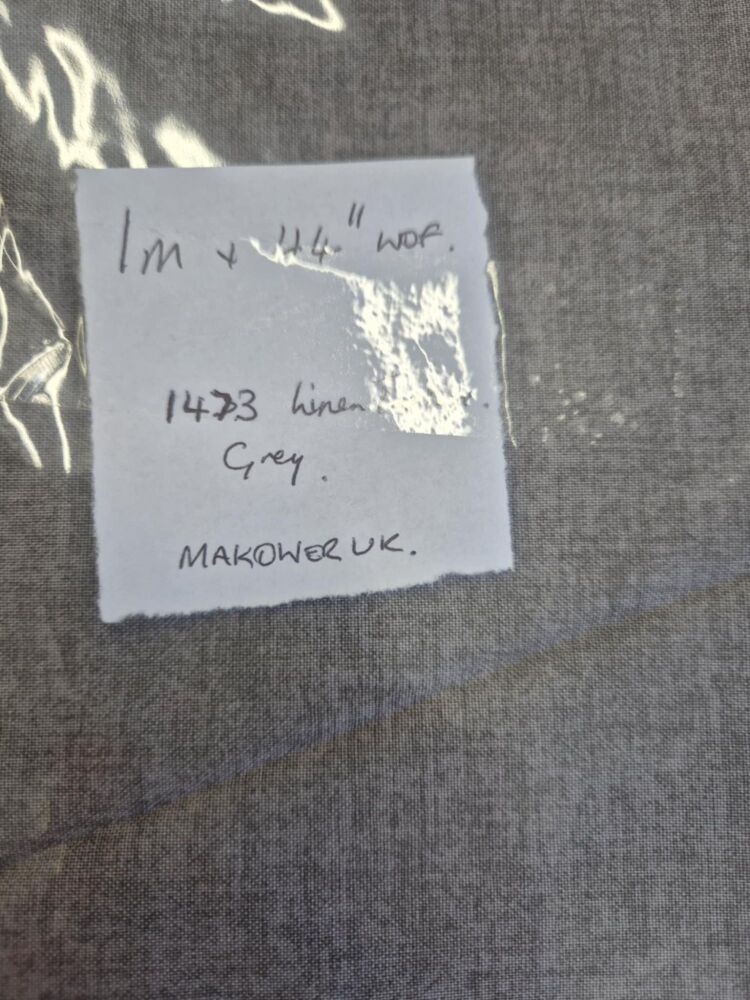 1m x 44" WOF.
1473 Linen
Grey.
MAKOWER UK.